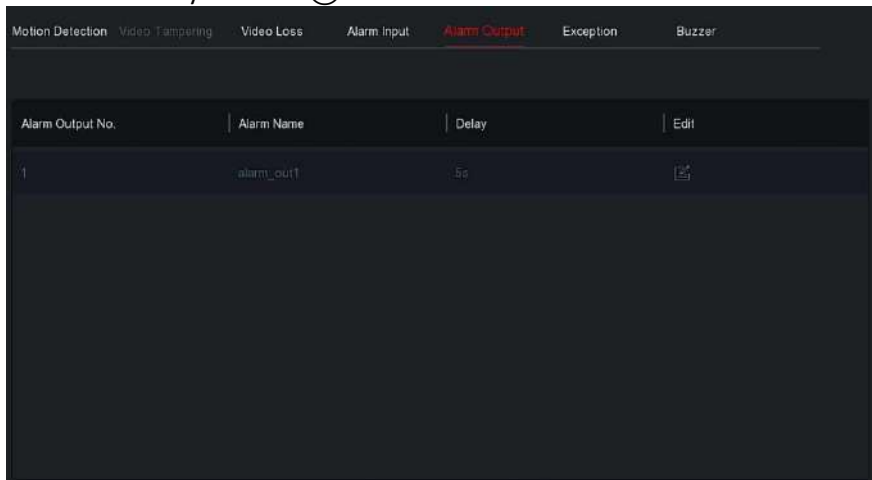 Motion Detection Video Tampering Video Loss Alarm Input Alarm Output Exception Buzzer
Alarm Output No. Alarm Name Delay Edit
1 alarm_out1 5s